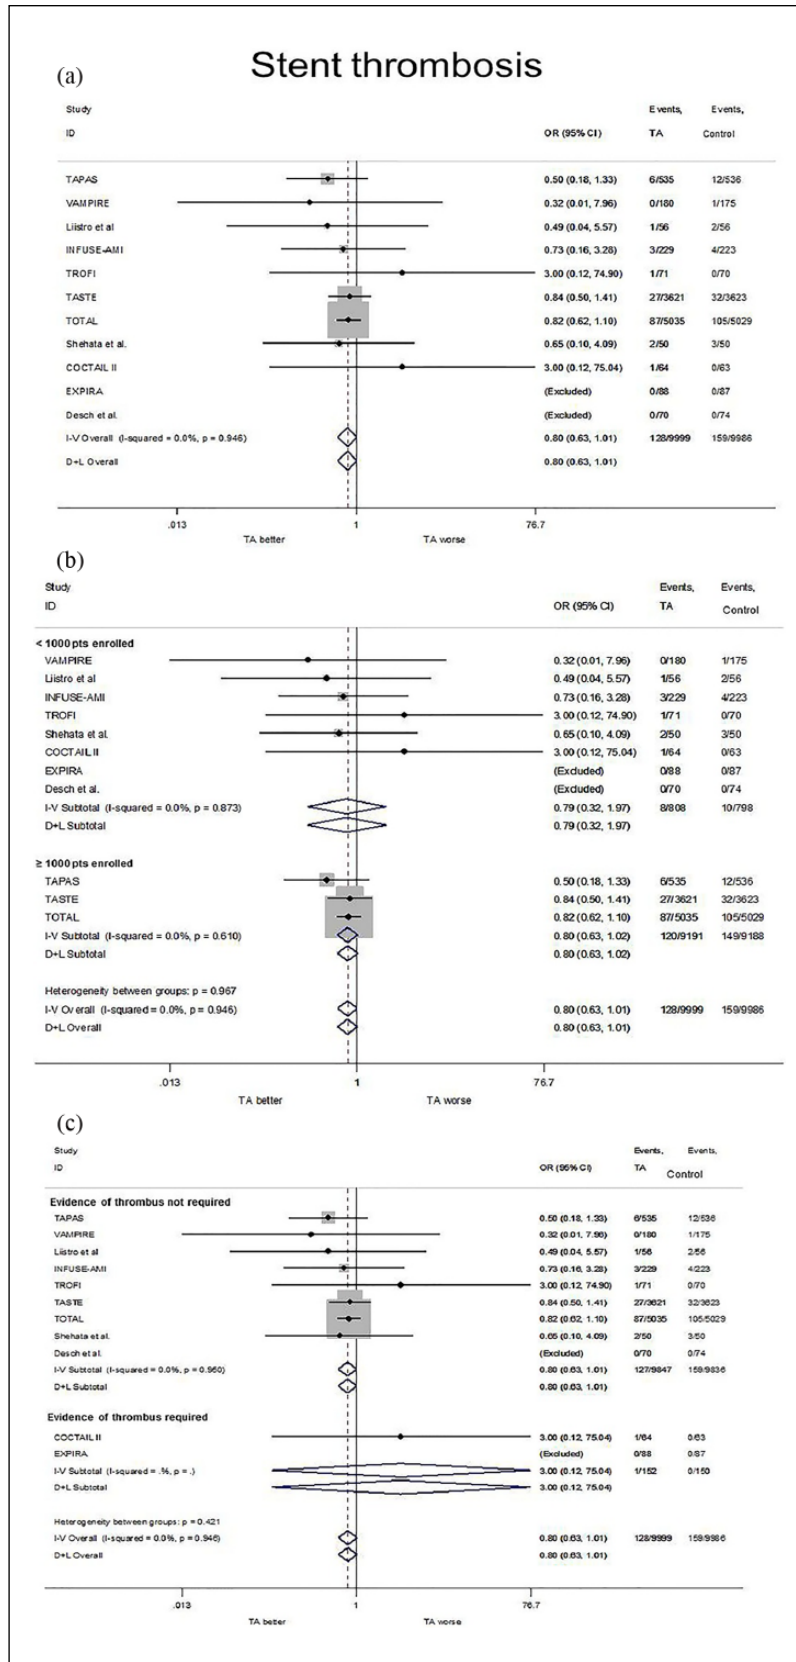 Stent thrombosis
(a)
Study Events, Events,
ID OR (95% CI) TA Control
TAPAS 0.50 (0.18, 1.33) 6/535 12/536
VAMPIRE 0.32 (0.01, 7.96) 0/180 1/175
Liistro et al 0.49 (0.04, 5.57) 1/56 2/56
INFUSE-AMI 0.73 (0.16, 3.28) 3/229 4/223
TROFI 3.00 (0.12, 74.90) 1/71 0/70
TASTE 0.84 (0.50, 1.41) 27/3621 32/3623
TOTAL 0.82 (0.62, 1.10) 87/5035 105/5029
Shehata et al. 0.65 (0.10, 4.09) 2/50 3/50
COCTAIL II 3.00 (0.12, 75.04) 1/64 0/63
EXPIRA (Excluded) 0/88 0/87
Desch et al. (Excluded) 0/70 0/74
I-V Overall (I-squared = 0.0%, p = 0.946) 0.80 (0.63, 1.01) 128/9999 159/9986
D+L Overall 0.80 (0.63, 1.01)
.013 1 76.7
TA better TA worse
(b)
Study Events, Events,
ID OR (95% CI) TA Control
< 1000 pts enrolled
VAMPIRE 0.32 (0.01, 7.96) 0/180 1/175
Liistro et al 0.49 (0.04, 5.57) 1/56 2/56
INFUSE-AMI 0.73 (0.16, 3.28) 3/229 4/223
TROFI 3.00 (0.12, 74.90) 1/71 0/70
Shehata et al. 0.65 (0.10, 4.09) 2/50 3/50
COCTAIL II 3.00 (0.12, 75.04) 1/64 0/63
EXPIRA (Excluded) 0/88 0/87
Desch et al. (Excluded) 0/70 0/74
I-V Subtotal (I-squared = 0.0%, p = 0.873) 0.79 (0.32, 1.97) 8/808 10/798
D+L Subtotal 0.79 (0.32, 1.97)
≥ 1000 pts enrolled
TAPAS 0.50 (0.18, 1.33) 6/535 12/536
TASTE 0.84 (0.50, 1.41) 27/3621 32/3623
TOTAL 0.82 (0.62, 1.10) 87/5035 105/5029
I-V Subtotal (I-squared = 0.0%, p = 0.610) 0.80 (0.63, 1.02) 120/9191 149/9188
D+L Subtotal 0.80 (0.63, 1.02)
Heterogeneity between groups: p = 0.967
I-V Overall (I-squared = 0.0%, p = 0.946) 0.80 (0.63, 1.01) 128/9999 159/9986
D+L Overall 0.80 (0.63, 1.01)
.013 1 76.7
TA better TA worse
(c)
Study Events, Events,
ID OR (95% CI) TA Control
Evidence of thrombus not required
TAPAS 0.50 (0.18, 1.33) 6/535 12/536
VAMPIRE 0.32 (0.01, 7.96) 0/180 1/175
Liistro et al 0.49 (0.04, 5.57) 1/56 2/56
INFUSE-AMI 0.73 (0.16, 3.28) 3/229 4/223
TROFI 3.00 (0.12, 74.90) 1/71 0/70
TASTE 0.84 (0.50, 1.41) 27/3621 32/3623
TOTAL 0.82 (0.62, 1.10) 87/5035 105/5029
Shehata et al. 0.65 (0.10, 4.09) 2/50 3/50
Desch et al. (Excluded) 0/70 0/74
I-V Subtotal (I-squared = 0.0%, p = 0.960) 0.80 (0.63, 1.01) 127/9847 159/9836
D+L Subtotal 0.80 (0.63, 1.01)
Evidence of thrombus required
COCTAIL II 3.00 (0.12, 75.04) 1/64 0/63
EXPIRA (Excluded) 0/88 0/87
I-V Subtotal (I-squared = .%, p = .) 3.00 (0.12, 75.04) 1/152 0/150
D+L Subtotal 3.00 (0.12, 75.04)
Heterogeneity between groups: p = 0.421
I-V Overall (I-squared = 0.0%, p = 0.946) 0.80 (0.63, 1.01) 128/9999 159/9986
D+L Overall 0.80 (0.63, 1.01)
.013 1 76.7
TA better TA worse